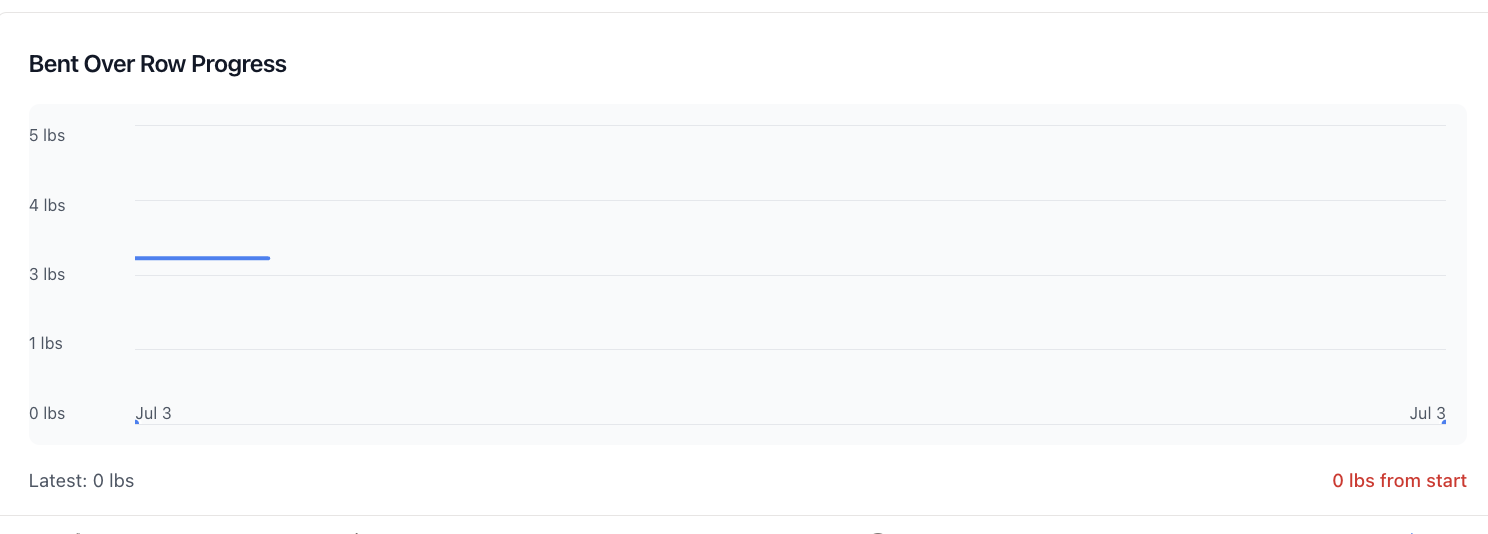 Bent Over Row Progress
5 lbs
4 lbs
3 lbs
1 lbs
0 lbs
Jul 3
Jul 3
Latest: 0 lbs
0 lbs from start